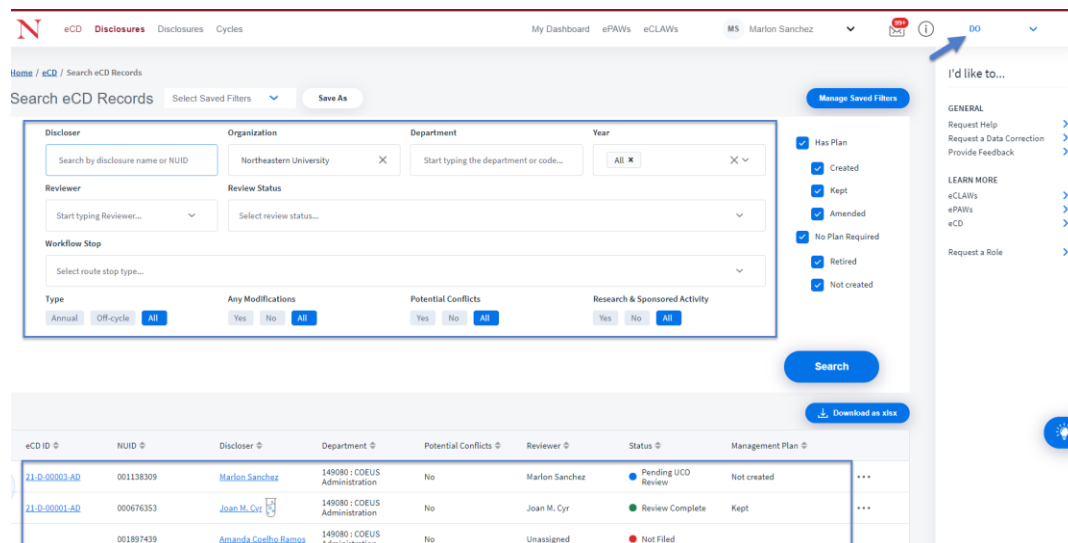 N eCD Disclosures Disclosures Cycles My Dashboard ePAWs eCLAWs MS Marlon Sanchez 99+ DO
Home / eCD / Search eCD Records
Search eCD Records Select Saved Filters Save As Manage Saved Filters
Discloser Organization Department Year
Search by disclosure name or NUID Northeastern University Start typing the department or code... All
Reviewer Review Status
Start typing Reviewer... Select review status...
Workflow Stop
Select route stop type...
Type Any Modifications Potential Conflicts Research & Sponsored Activity
Annual Off-cycle All Yes No All Yes No All Yes No All
Has Plan
Created
Kept
Amended
No Plan Required
Retired
Not created
Search
Download as xlsx
eCD ID NUID Discloser Department Potential Conflicts Reviewer Status Management Plan
21-D-00003-AD 001138309 Marlon Sanchez 149080 : COEUS Administration No Marlon Sanchez Pending UCO Review Not created ...
21-D-00001-AD 000676353 Joan M. Cyr 149080 : COEUS Administration No Joan M. Cyr Review Complete Kept ...
001897439 Amanda Coelho Ramos 149080 : COEUS Administration No Unassigned Not Filed
I'd like to...
GENERAL
Request Help
Request a Data Correction
Provide Feedback
LEARN MORE
eCLAWs
ePAWs
eCD
Request a Role